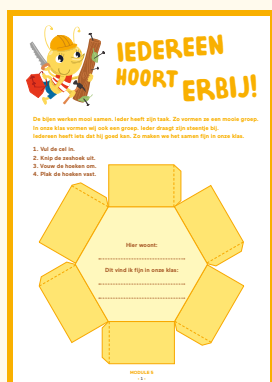 IEDEREEN
HOORT ERBIJ!
De bijen werken mooi samen. Ieder heeft zijn taak. Zo vormen ze een mooie groep.
In onze klas vormen wij ook een groep. Ieder draagt zijn steentje bij.
Iedereen heeft iets dat hij goed kan. Zo maken we het samen fijn in onze klas.
1. Vul de cel in.
2. Knip de zeshoek uit.
3. Vouw de hoeken om.
4. Plak de hoeken vast.
Hier woont:
Dit vind ik fijn in onze klas:
MODULE 5
- 1 -